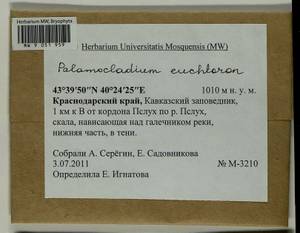 Herbarium MW, Bryophytes
MW 9 051 959
Herbarium Universitatis Mosquensis (MW)
Palamocladium euchloron
43°39'50"N 40°24'25"E 1010 м н. у. м.
Краснодарский край, Кавказский заповедник,
1 км к В от кордона Пслух по р. Пслух,
скала, нависающая над галечником реки,
нижняя часть, в тени.
Собрали А. Серёгин, Е. Садовникова
3.07.2011 № М-3210
Определила Е. Игнатова